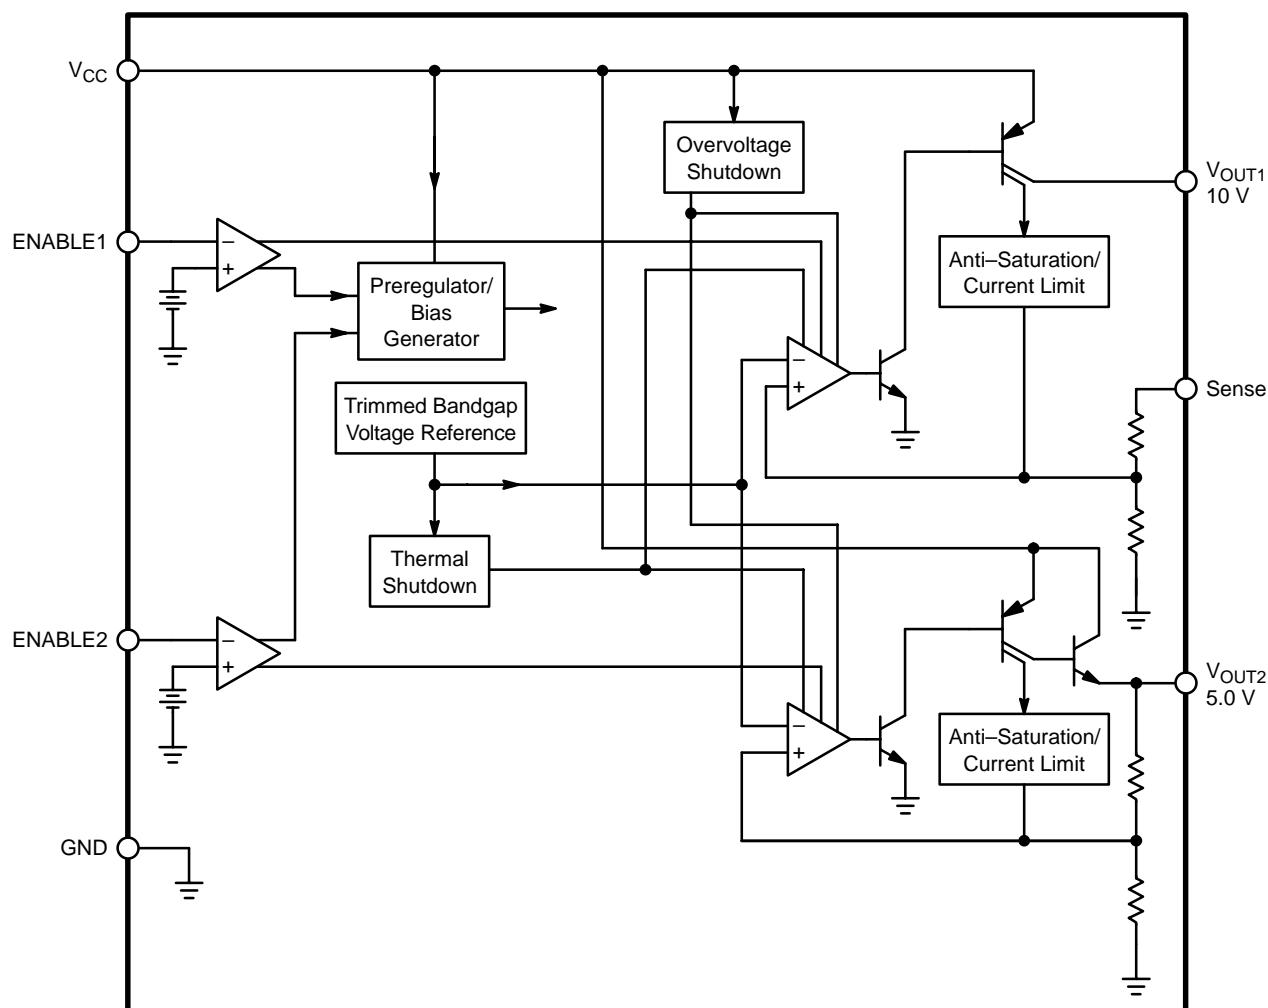 VCC
Overvoltage
Shutdown
VOUT1
10 V
ENABLE1
−
+
Preregulator/
Bias
Generator
Anti–Saturation/
Current Limit
−
+
Trimmed Bandgap
Voltage Reference
Sense
Thermal
Shutdown
ENABLE2
−
+
VOUT2
5.0 V
−
+
Anti–Saturation/
Current Limit
GND